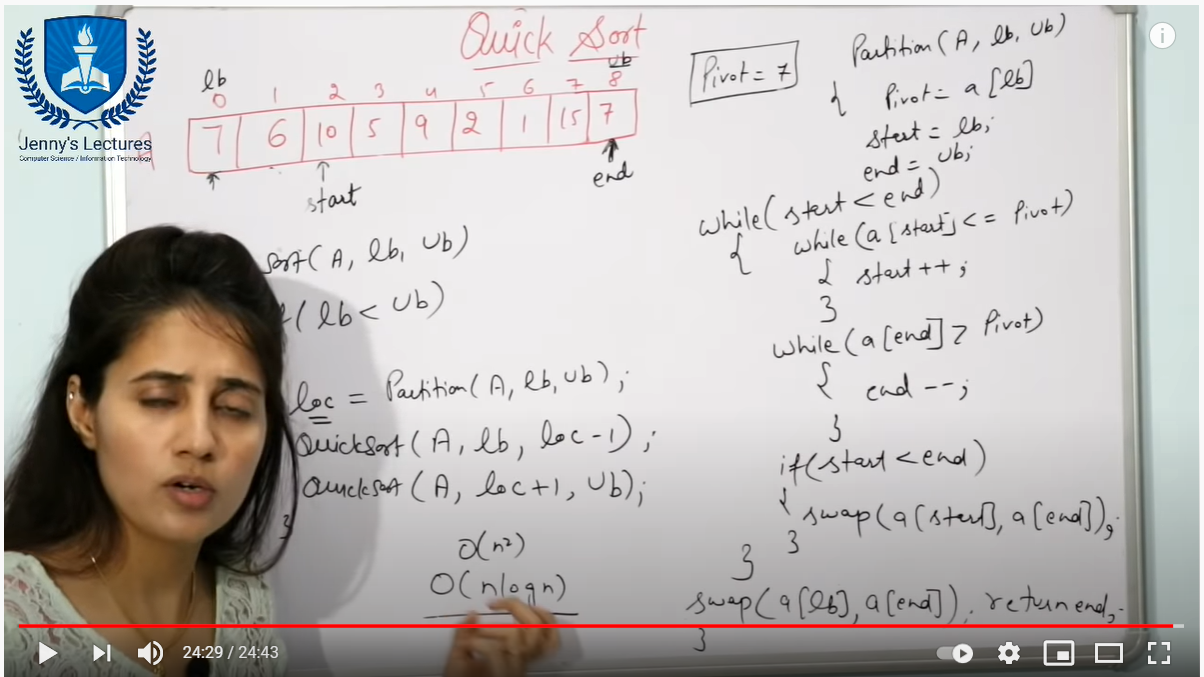 Jenny's Lectures
Computer Science / Information Technology
Quick Sort
lb
ub
0 1 2 3 4 5 6 7 8
A
7 6 10 5 9 2 1 15 7
start
end
sort(A, lb, ub)
(lb < ub)
loc = Partition(A, lb, ub);
QuickSort(A, lb, loc-1);
QuickSort(A, loc+1, ub);
}
O(n²)
O(nlogn)
Pivot = 7
Partition(A, lb, ub)
{ Pivot = a[lb]
start = lb;
end = ub;
while(start < end)
{ while(a[start] <= Pivot)
{ start++;
}
while(a[end] > Pivot)
{ end--;
}
if(start < end)
{ swap(a[start], a[end]);
}
}
swap(a[lb], a[end]). return end;
}
24:29 / 24:43